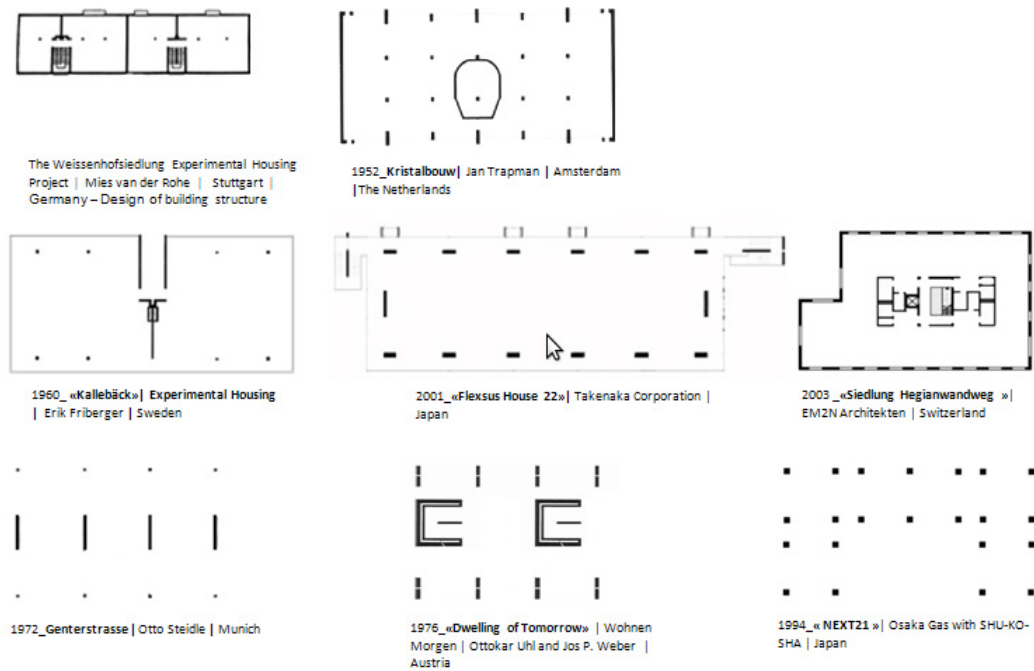 The Weissenhofsiedlung Experimental Housing
Project | Mies van der Rohe | Stuttgart |
Germany – Design of building structure
1952_Kristalbouw| Jan Trapman | Amsterdam
|The Netherlands
1960_ «Kallebäck»| Experimental Housing
| Erik Friberger | Sweden
2001_«Flexsus House 22»| Takenaka Corporation |
Japan
2003 _«Siedlung Hegianwandweg »|
EM2N Architekten | Switzerland
1972_Genterstrasse | Otto Steidle | Munich
1976_«Dwelling of Tomorrow» | Wohnen
Morgen | Ottokar Uhl and Jos P. Weber |
Austria
1994_« NEXT21 »| Osaka Gas with SHU-KO-
SHA | Japan